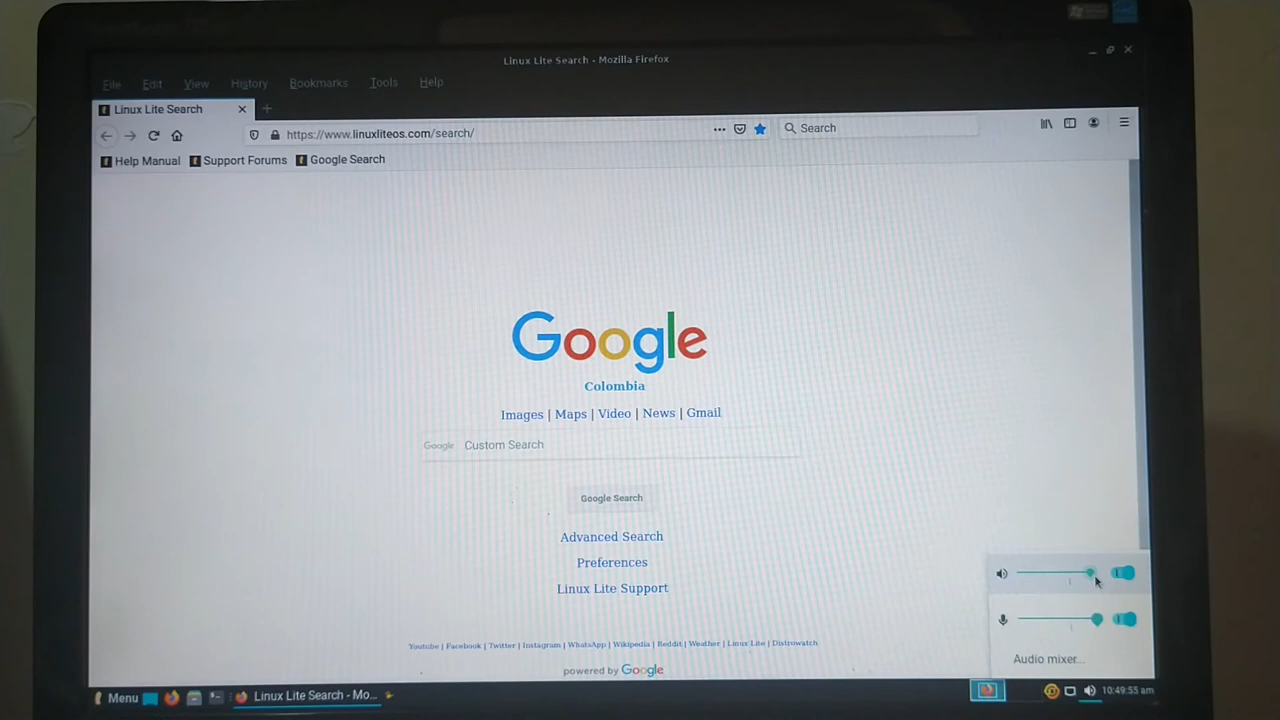 Linux Lite Search - Mozilla Firefox
File Edit View History Bookmarks Tools Help
Linux Lite Search
https://www.linuxliteos.com/search/
Search
Help Manual Support Forums Google Search
Google
Colombia
Images | Maps | Video | News | Gmail
Google Custom Search
Google Search
Advanced Search
Preferences
Linux Lite Support
Youtube | Facebook | Twitter | Instagram | WhatsApp | Wikipedia | Reddit | Weather | Linux Lite | Distrowatch
powered by Google
Audio mixer...
Menu
Linux Lite Search - Mo...
10:49:55 am